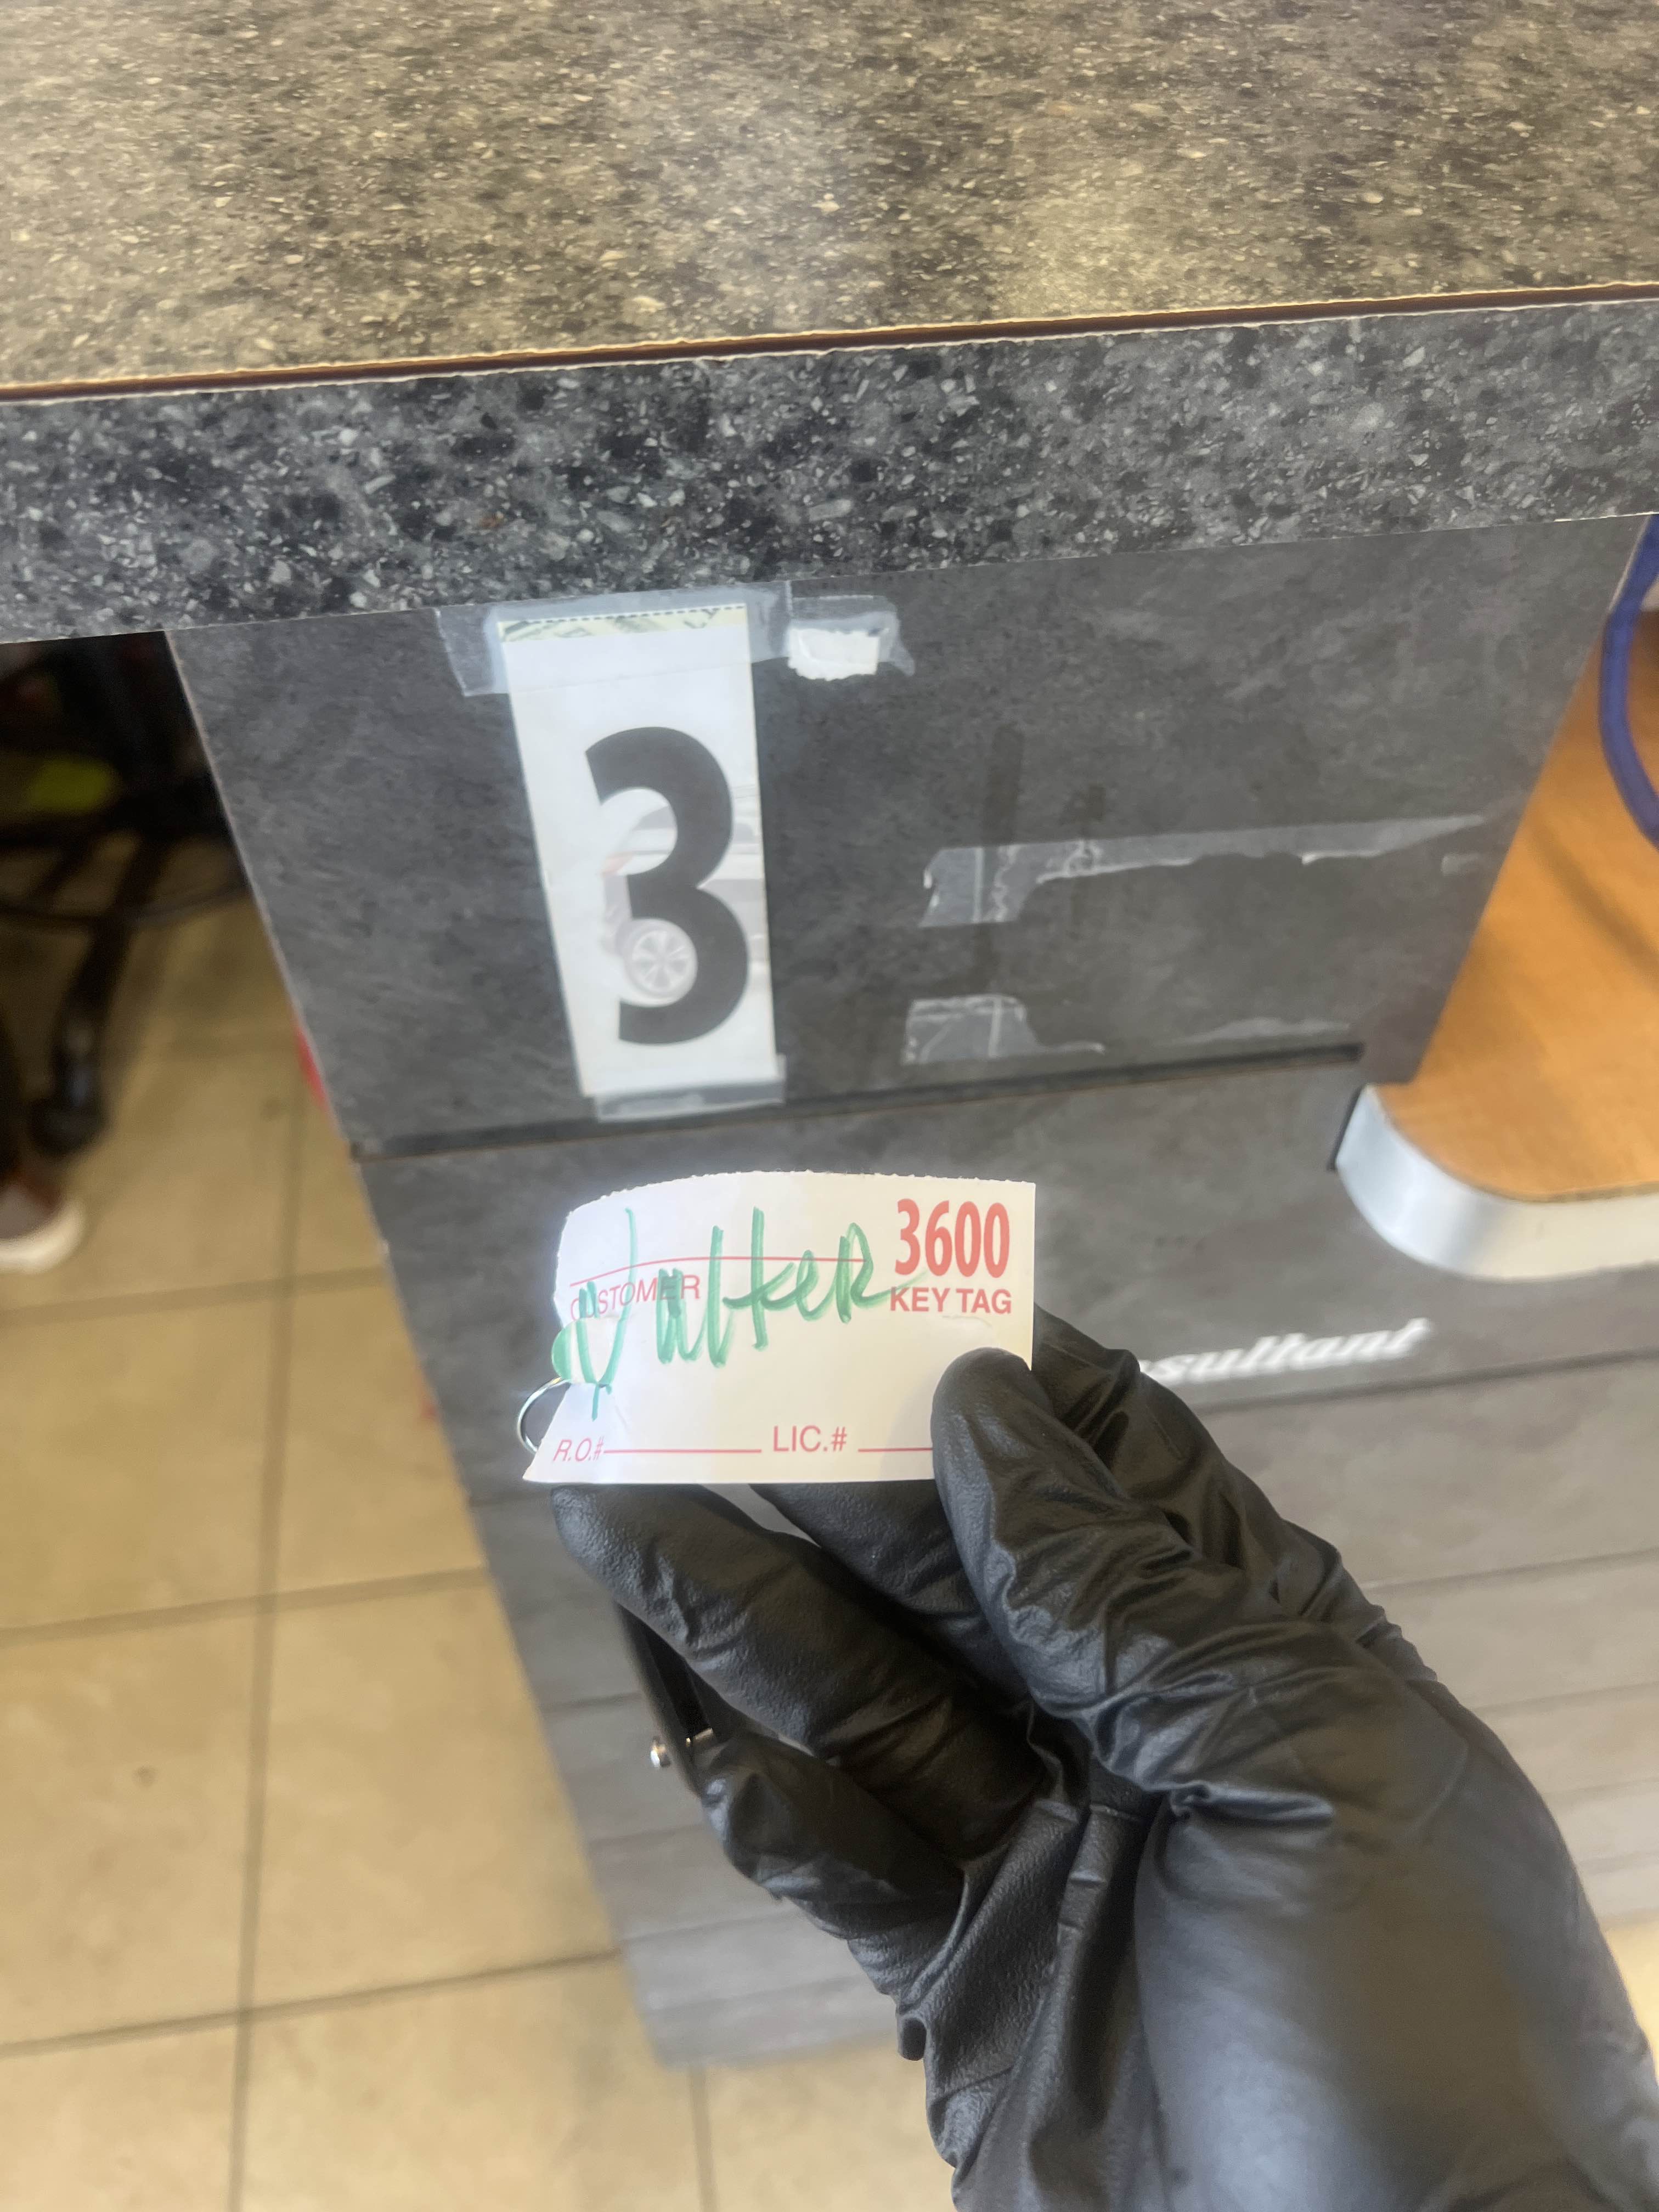 3
3600
Walker
CUSTOMER
KEY TAG
R.O.# LIC.#